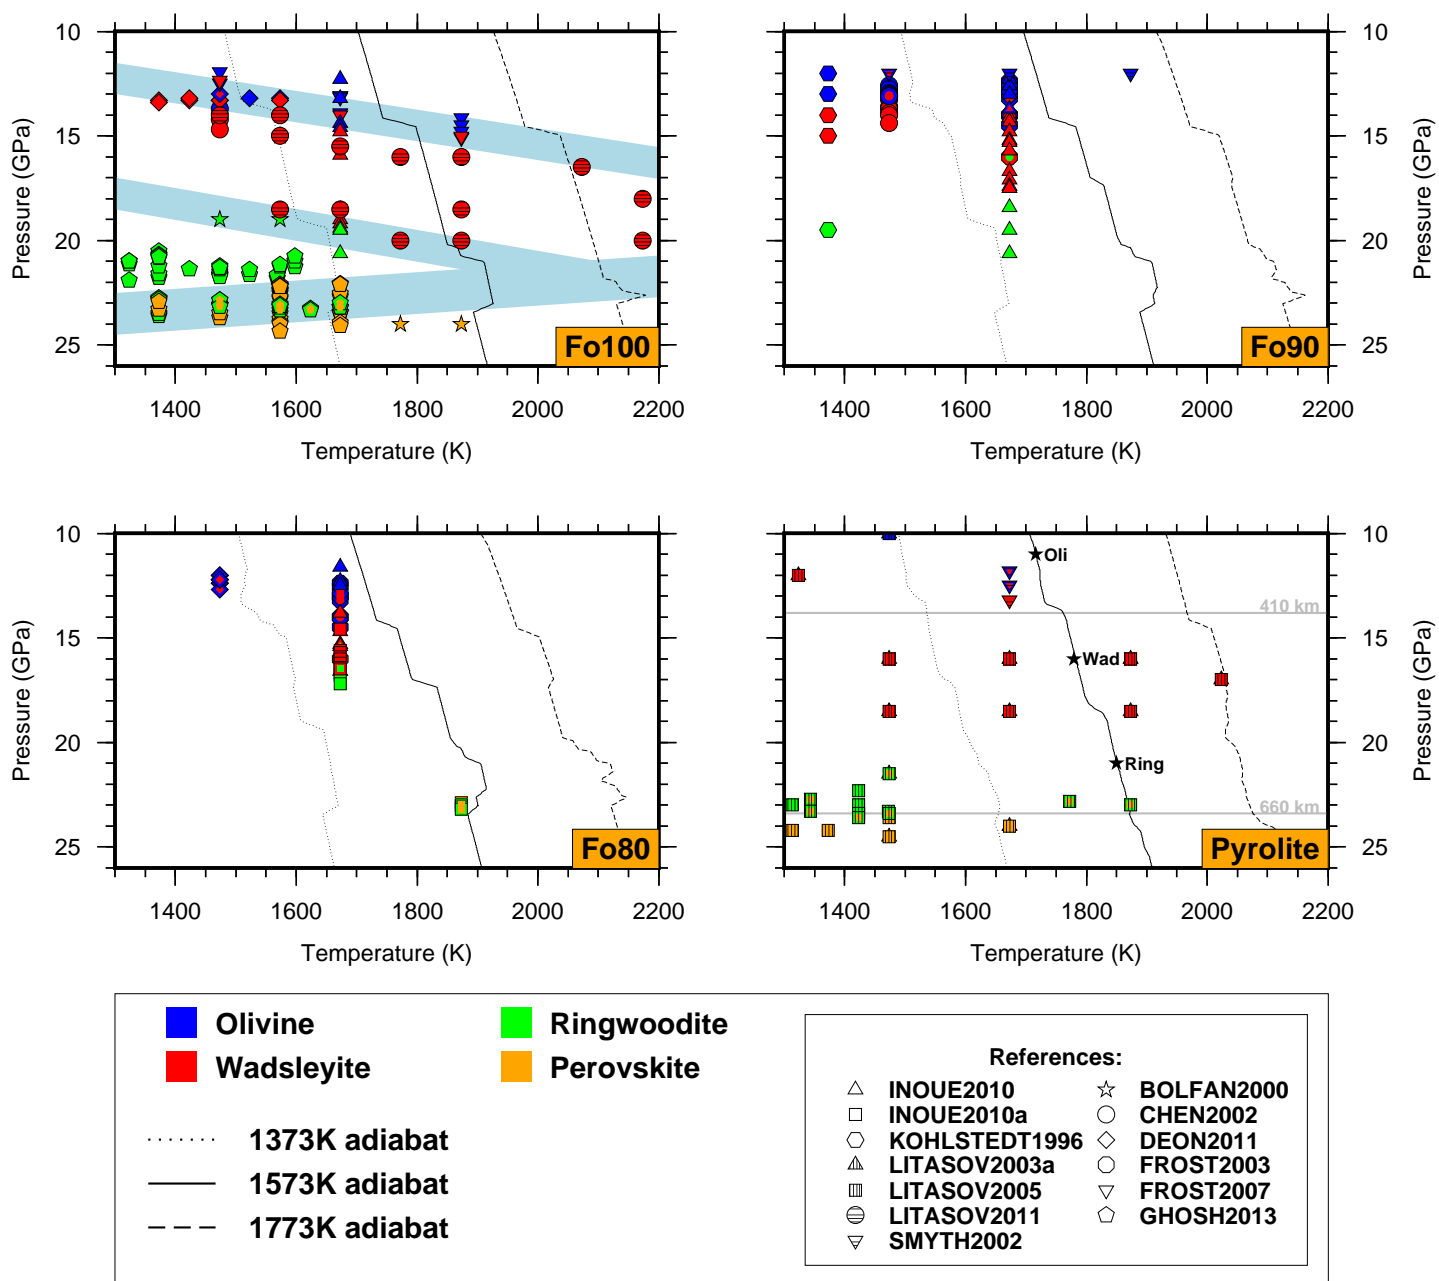 10
15
20
25
Pressure (GPa)
1400 1600 1800 2000 2200
Temperature (K)
Fo100
10
15
20
25
Pressure (GPa)
1400 1600 1800 2000 2200
Temperature (K)
Fo90
10
15
20
25
Pressure (GPa)
1400 1600 1800 2000 2200
Temperature (K)
Fo80
10
15
20
25
Pressure (GPa)
1400 1600 1800 2000 2200
Temperature (K)
Oli
410 km
Wad
Ring
660 km
Pyrolite
Olivine
Wadsleyite
Ringwoodite
Perovskite
1373K adiabat
1573K adiabat
1773K adiabat
References:
INOUE2010
INOUE2010a
KOHLSTEDT1996
LITASOV2003a
LITASOV2005
LITASOV2011
SMYTH2002
BOLFAN2000
CHEN2002
DEON2011
FROST2003
FROST2007
GHOSH2013